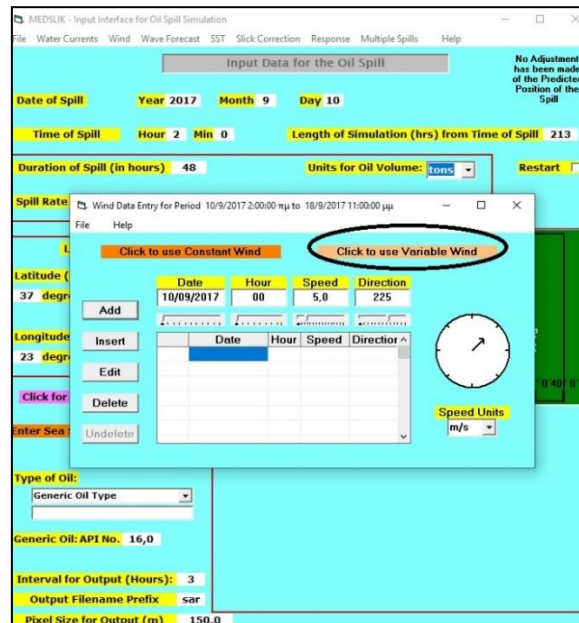 MEDSLIK - Input Interface for Oil Spill Simulation
File Water Currents Wind Wave Forecast SST Slick Correction Response Multiple Spills Help
Input Data for the Oil Spill
No Adjustment
has been made
of the Predicted
Position of the
Spill
Date of Spill Year 2017 Month 9 Day 10
Time of Spill Hour 2 Min 0 Length of Simulation (hrs) from Time of Spill 213
Duration of Spill (in hours) 48 Units for Oil Volume: tons Restart
Spill Rate
Wind Data Entry for Period 10/9/2017 2:00:00 πμ to 18/9/2017 11:00:00 μμ
File Help
Click to use Constant Wind Click to use Variable Wind
Latitude (
37 degr
Longitude
23 degr
Date Hour Speed Direction
10/09/2017 00 5,0 225
Add
Insert
Edit
Delete
Undelete
Date Hour Speed Direction
Speed Units
m/s
0°40' 0'
Click for
Enter Sea
Type of Oil:
Generic Oil Type
Generic Oil: API No. 16,0
Interval for Output (Hours): 3
Output Filename Prefix sar
Pixel Size for Output (m) 150.0